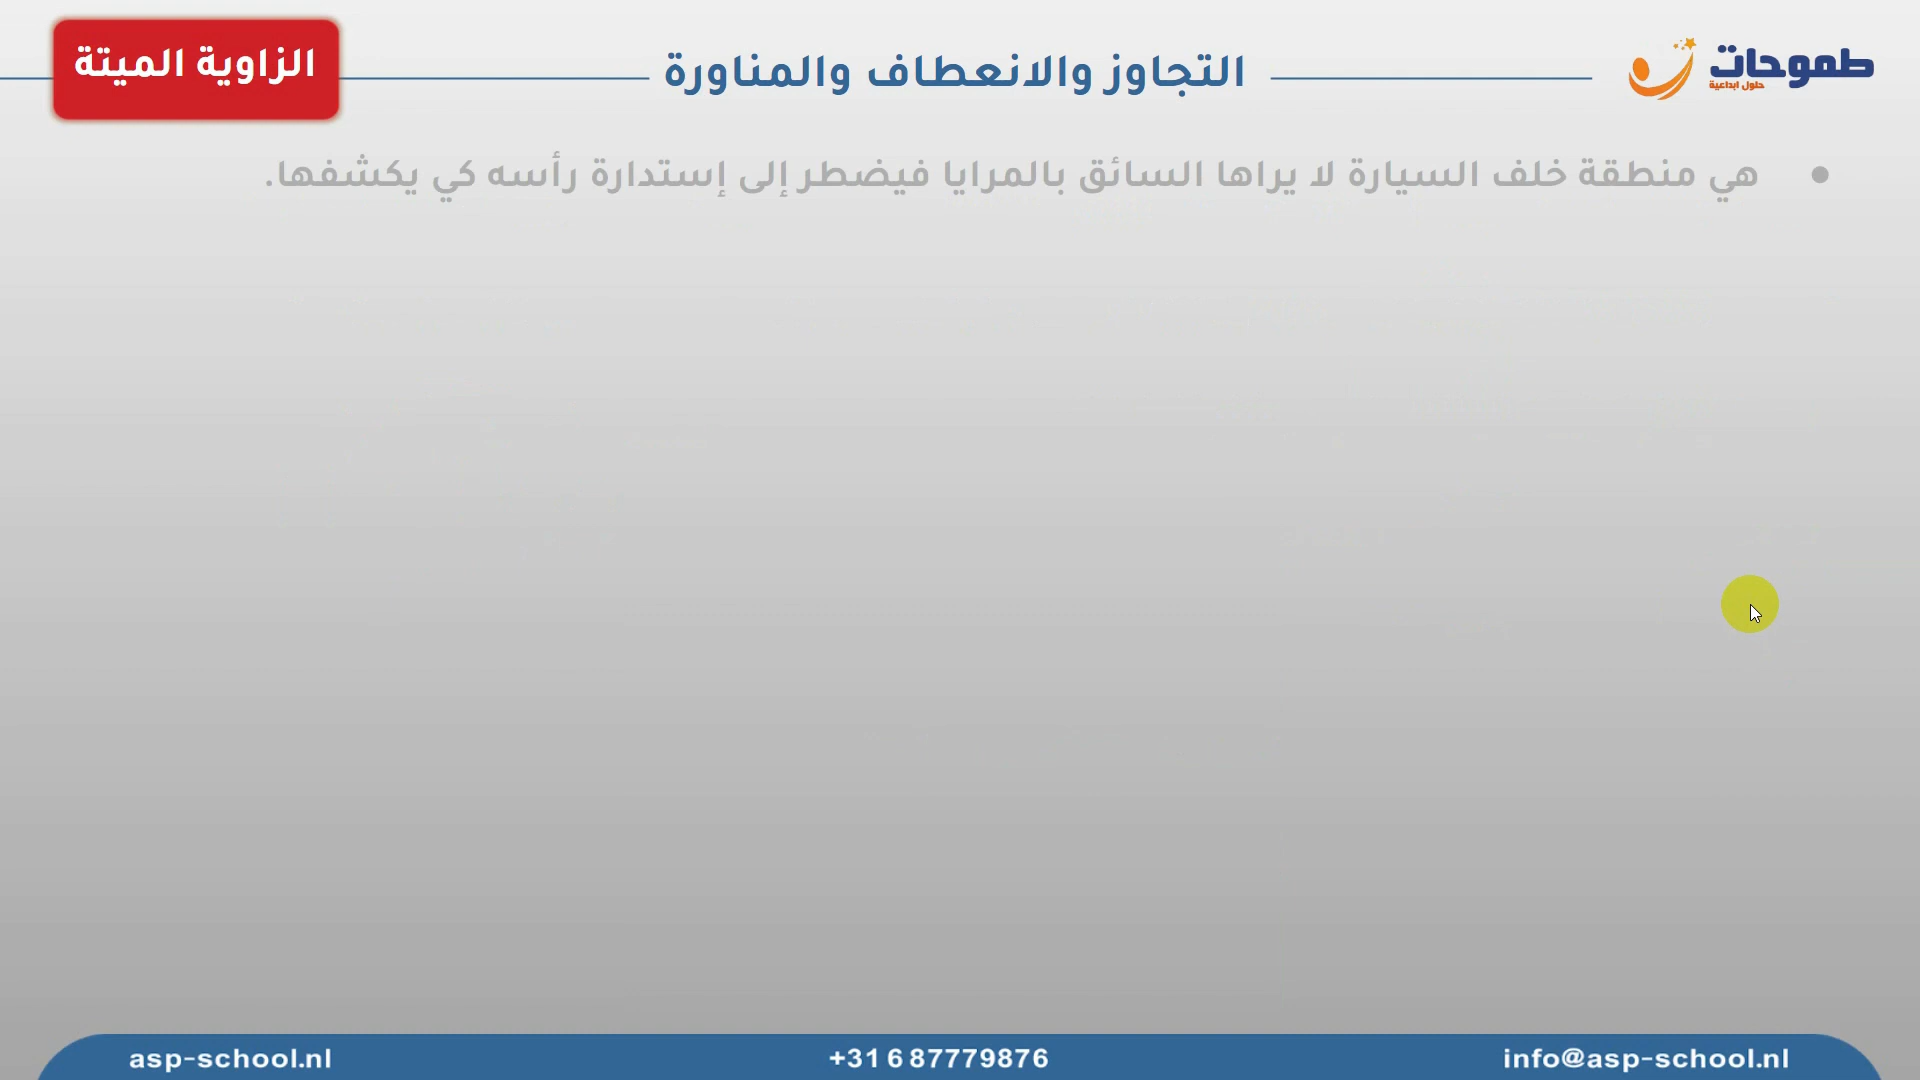 طموحات
حلول ابداعية
التجاوز والانعطاف والمناورة
الزاوية الميتة
● هي منطقة خلف السيارة لا يراها السائق بالمرايا فيضطر إلى إستدارة رأسه كي يكشفها.
asp-school.nl
+31 6 87779876
info@asp-school.nl